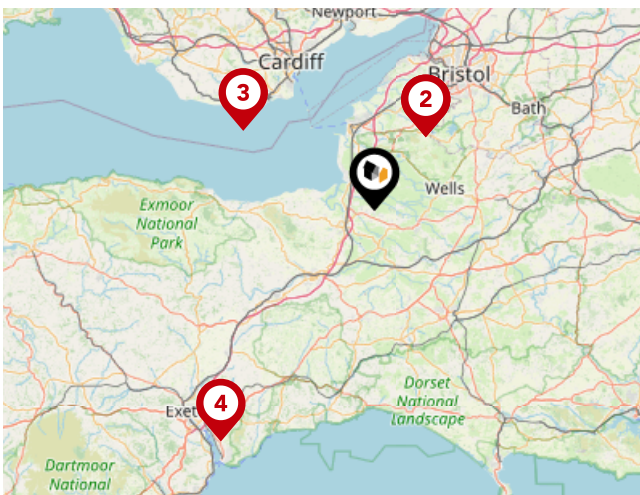 Newport
Cardiff
Bristol
3
2
Bath
Wells
Exmoor
National
Park
Dorset
National
Landscape
4
Exet
Dartmoor
National